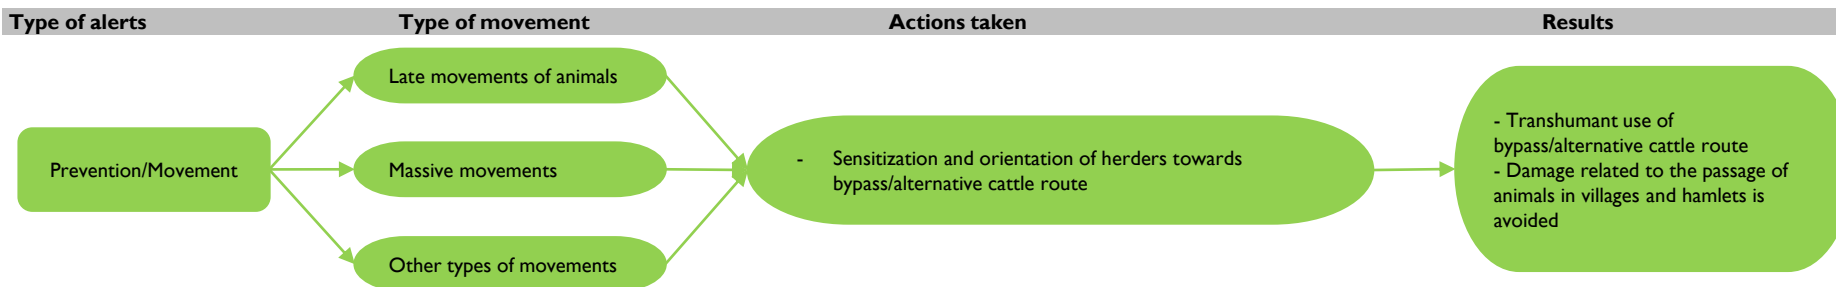 Type of alerts
Type of movement
Actions taken
Results
Prevention/Movement
Late movements of animals
Massive movements
Other types of movements
- Sensitization and orientation of herders towards
bypass/alternative cattle route
- Transhumant use of
bypass/alternative cattle route
- Damage related to the passage of
animals in villages and hamlets is
avoided